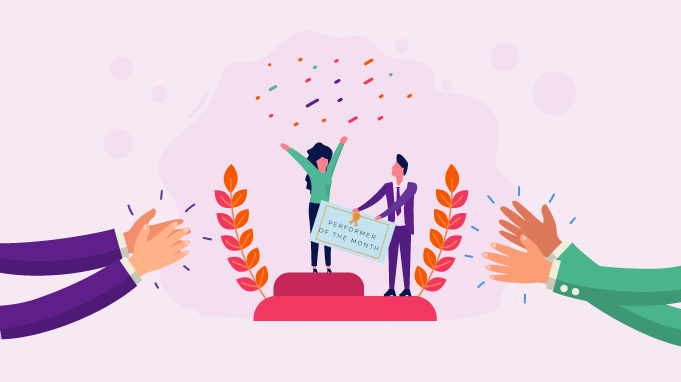 PERFORMER
OF THE MONTH